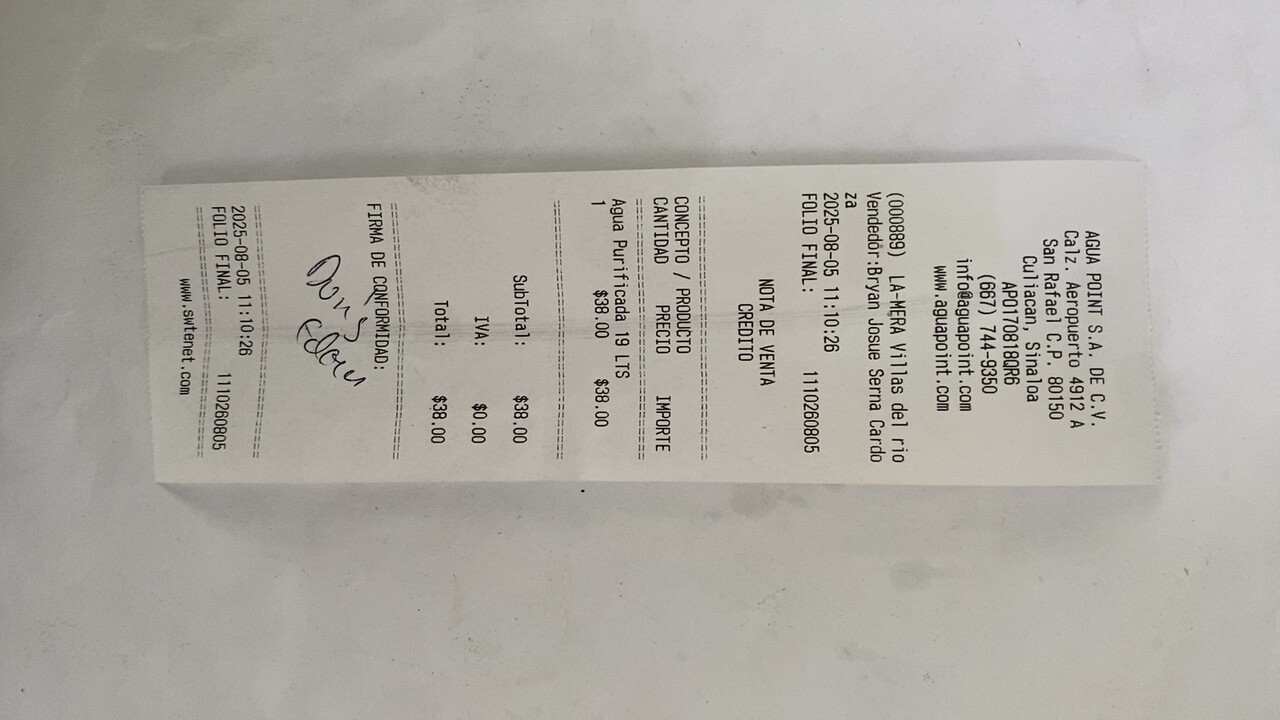 AGUA POINT S.A. DE C.V.
Calz. Aeropuerto 4912 A
San Rafael C.P. 80150
Culiacan, Sinaloa
APO170818QR6
(667) 744-9350
info@aguapoint.com
www.aguapoint.com
(000889) LA-MERA Villas del rio
Vendedor:Bryan Josue Serna Cardo
za
2025-08-05 11:10:26
FOLIO FINAL: 1110260805
NOTA DE VENTA
CREDITO
CONCEPTO / PRODUCTO
CANTIDAD PRECIO IMPORTE
Agua Purificada 19 LTS
1 $38.00 $38.00
SubTotal: $38.00
IVA: $0.00
Total: $38.00
FIRMA DE CONFORMIDAD:
2025-08-05 11:10:26
FOLIO FINAL: 1110260805
www.swtenet.com